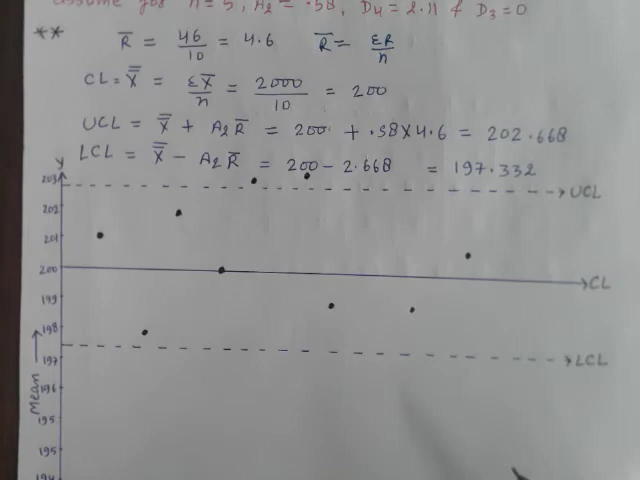 assume for n = 5, A₂ = .58, D₄ = 2.11 & D₃ = 0
** R̄ = 46/10 = 4.6 R̄ = ΣR/n
CL = X̿ = ΣX̄/n = 2000/10 = 200
UCL = X̿ + A₂R̄ = 200 + .58 × 4.6 = 202.668
LCL = X̿ − A₂R̄ = 200 − 2.668 = 197.332
Y
203
UCL
202
201
200
CL
199
198
197
LCL
196
195
195
194
Mean →